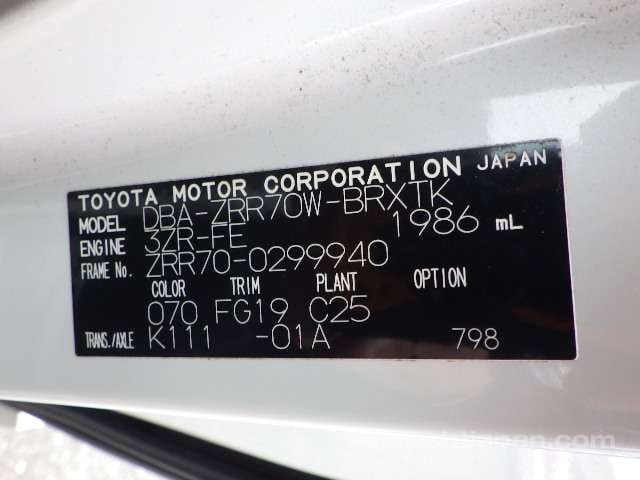 TOYOTA MOTOR CORPORATION JAPAN
MODEL DBA-ZRR70W-BRXTK
ENGINE 3ZR-FE 1986 mL
FRAME No. ZRR70-0299940
COLOR TRIM PLANT OPTION
070 FG19 C25
TRANS./AXLE K111 -01A 798